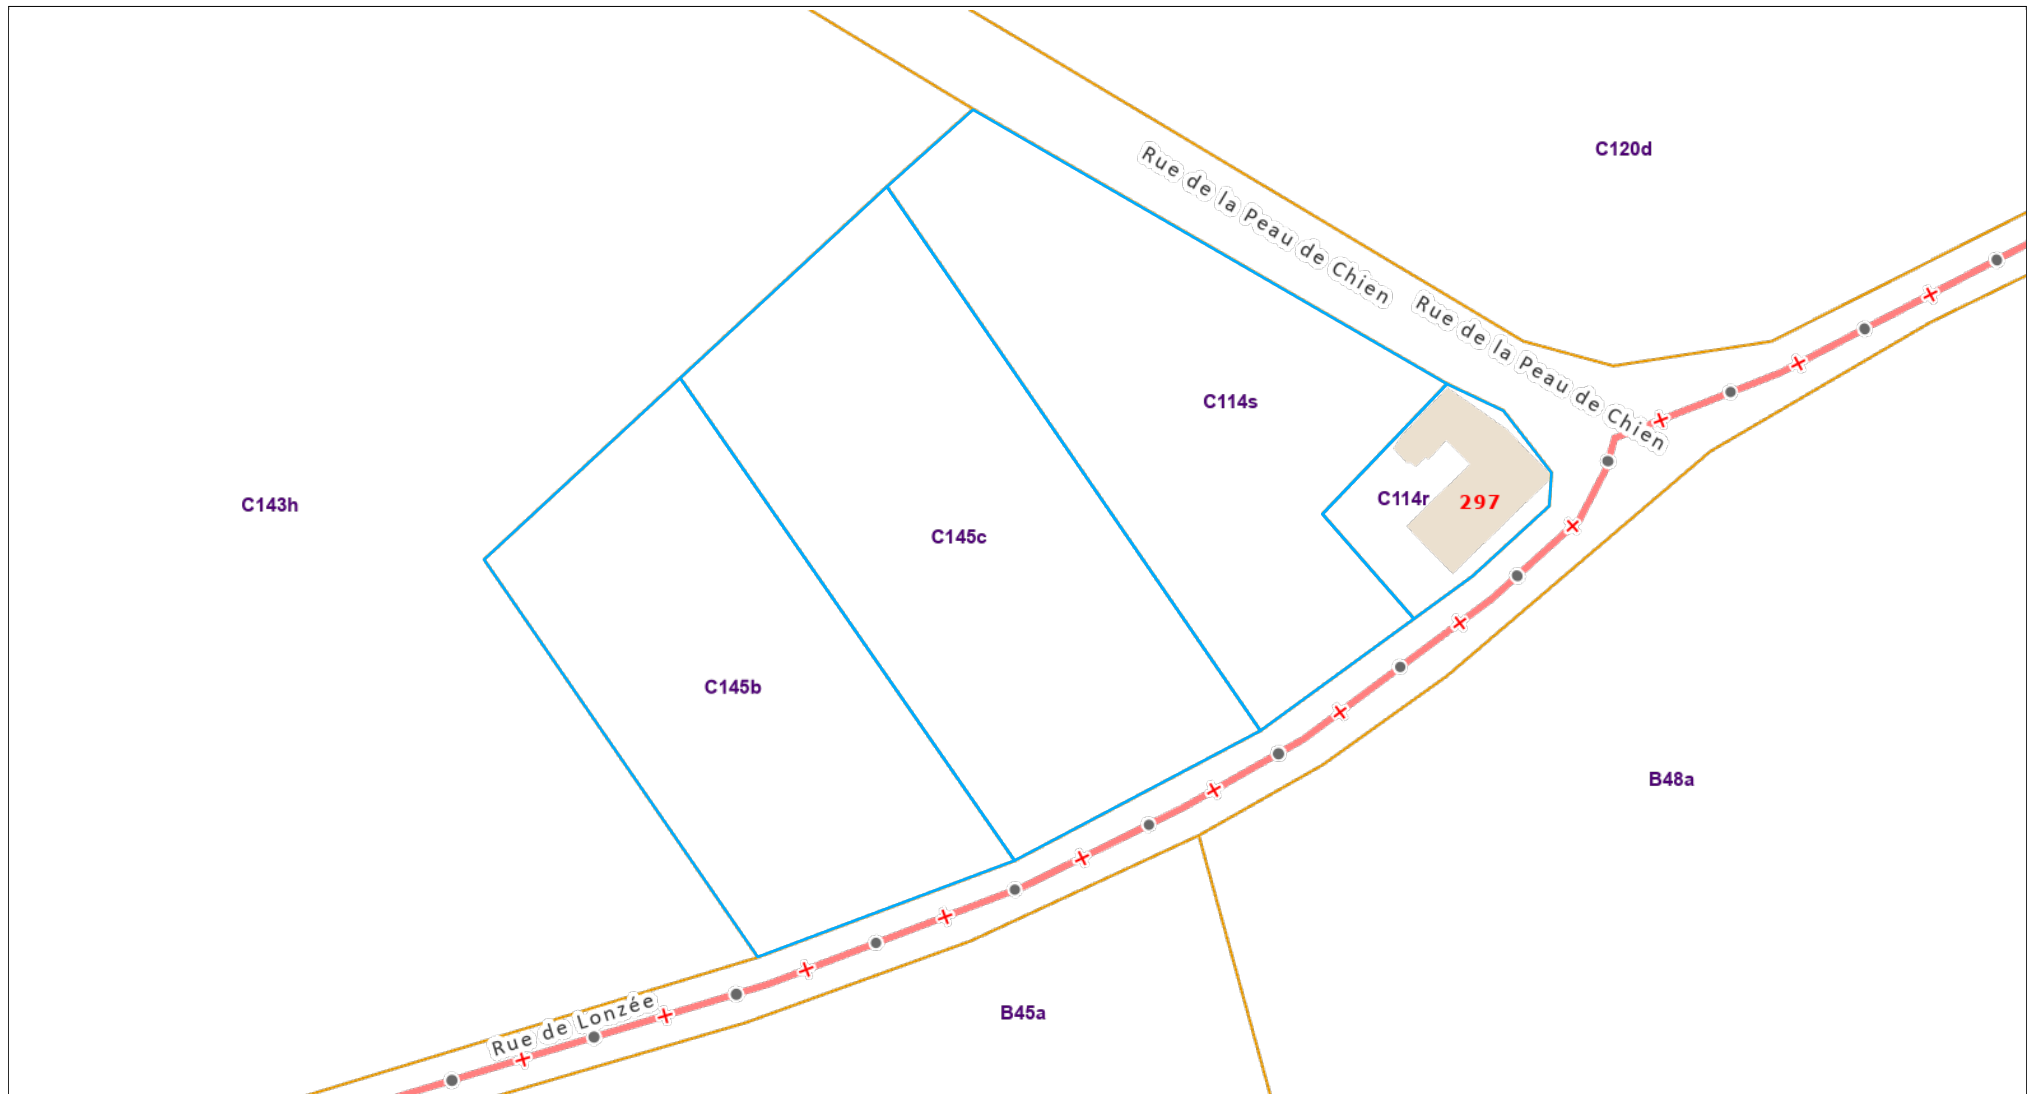 C120d
Rue de la Peau de Chien
Rue de la Peau de Chien
C114s
C114r
297
C143h
C145c
C145b
B48a
Rue de Lonzée
B45a